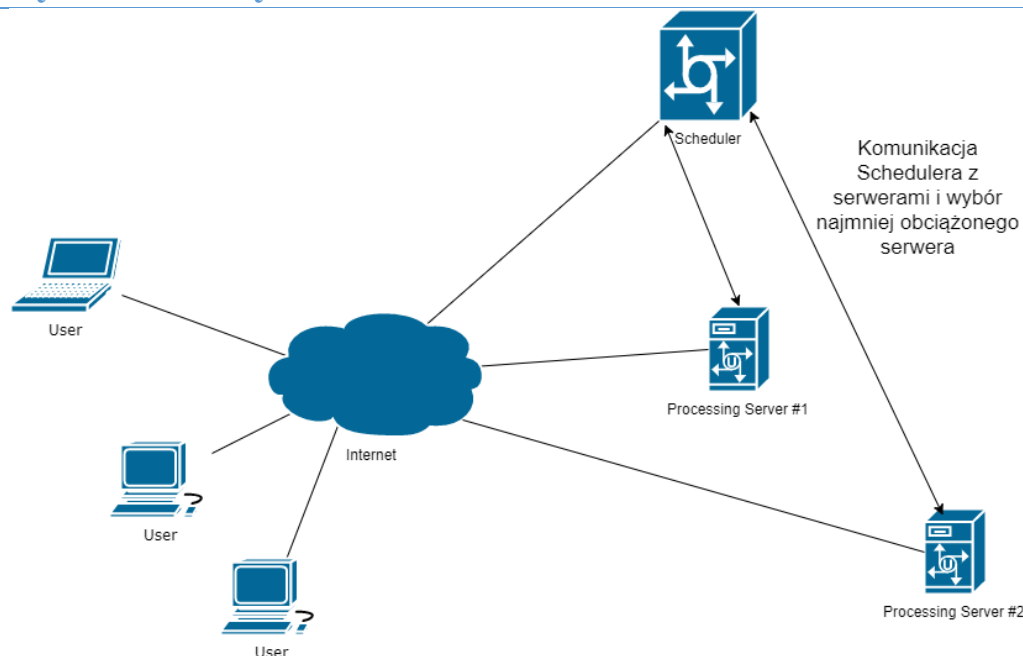 Scheduler
Komunikacja
Schedulera z
serwerami i wybór
najmniej obciążonego
serwera
User
Processing Server #1
Internet
User
Processing Server #2
User